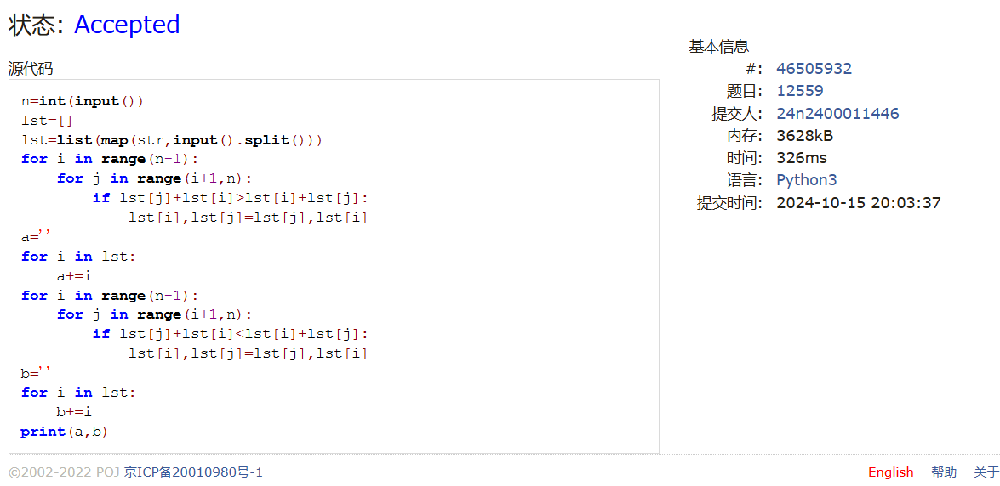 状态: Accepted
源代码
n=int(input())
lst=[]
lst=list(map(str,input().split()))
for i in range(n-1):
    for j in range(i+1,n):
        if lst[j]+lst[i]>lst[i]+lst[j]:
            lst[i],lst[j]=lst[j],lst[i]
a=''
for i in lst:
    a+=i
for i in range(n-1):
    for j in range(i+1,n):
        if lst[j]+lst[i]<lst[i]+lst[j]:
            lst[i],lst[j]=lst[j],lst[i]
b=''
for i in lst:
    b+=i
print(a,b)
基本信息
#: 46505932
题目: 12559
提交人: 24n2400011446
内存: 3628kB
时间: 326ms
语言: Python3
提交时间: 2024-10-15 20:03:37
©2002-2022 POJ 京ICP备20010980号-1
English 帮助 关于